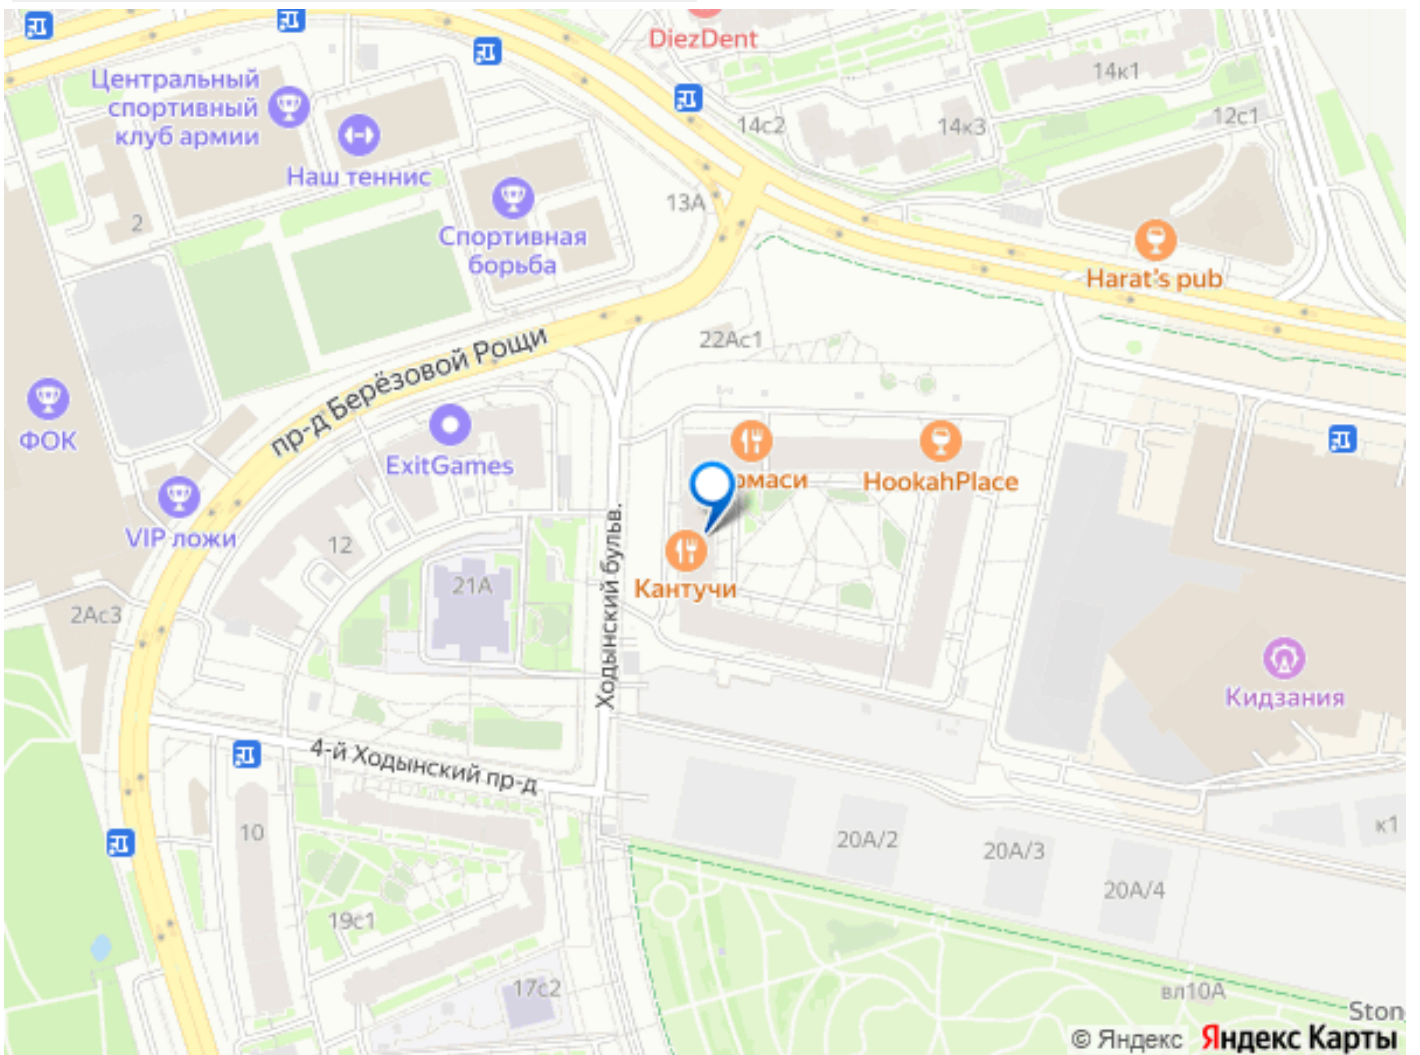 DiezDent
Центральный
спортивный
клуб армии
14к1
14с2
14к3
12с1
Наш теннис
2
13А
Спортивная
борьба
Harat's pub
22Ас1
пр-д Берёзовой Рощи
ФОК
ExitGames
омаси
HookahPlace
VIP ложи
12
Ходынский бульв.
21А
Кантучи
2Ас3
Кидзания
4-й Ходынский пр-д
10
20А/2
20А/3
к1
20А/4
19с1
17с2
вл10А
Ston
© Яндекс Яндекс Карты